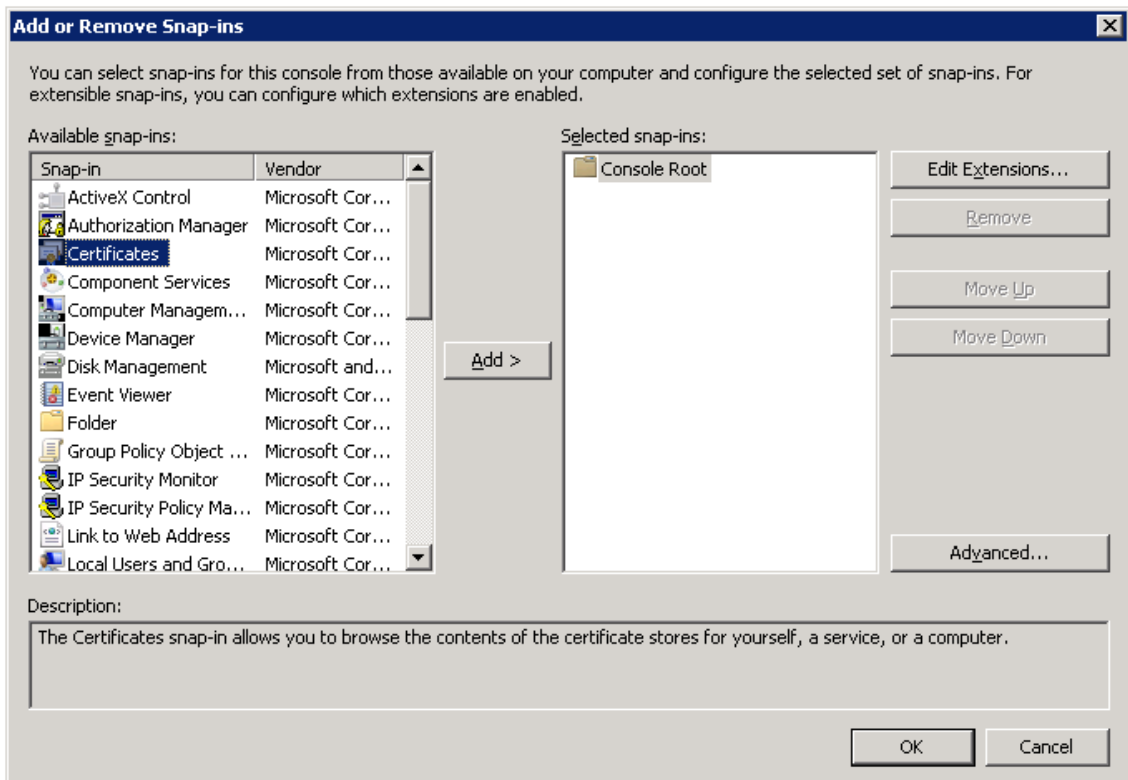 Add or Remove Snap-ins
You can select snap-ins for this console from those available on your computer and configure the selected set of snap-ins. For
extensible snap-ins, you can configure which extensions are enabled.
Available snap-ins:
Selected snap-ins:
Snap-in Vendor
ActiveX Control Microsoft Cor...
Authorization Manager Microsoft Cor...
Certificates Microsoft Cor...
Component Services Microsoft Cor...
Computer Managem... Microsoft Cor...
Device Manager Microsoft Cor...
Disk Management Microsoft and...
Event Viewer Microsoft Cor...
Folder Microsoft Cor...
Group Policy Object ... Microsoft Cor...
IP Security Monitor Microsoft Cor...
IP Security Policy Ma... Microsoft Cor...
Link to Web Address Microsoft Cor...
Local Users and Gro... Microsoft Cor...
Add >
Console Root
Edit Extensions...
Remove
Move Up
Move Down
Advanced...
Description:
The Certificates snap-in allows you to browse the contents of the certificate stores for yourself, a service, or a computer.
OK
Cancel